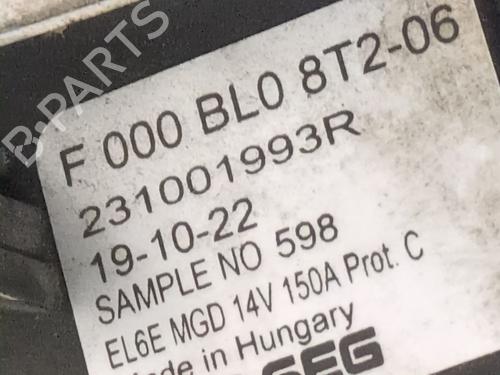 B-PARTS
F 000 BL0 8T2-06
231001993R
19-10-22
SAMPLE NO 598
EL6E MGD 14V 150A Prot. C
Made in Hungary
SEG